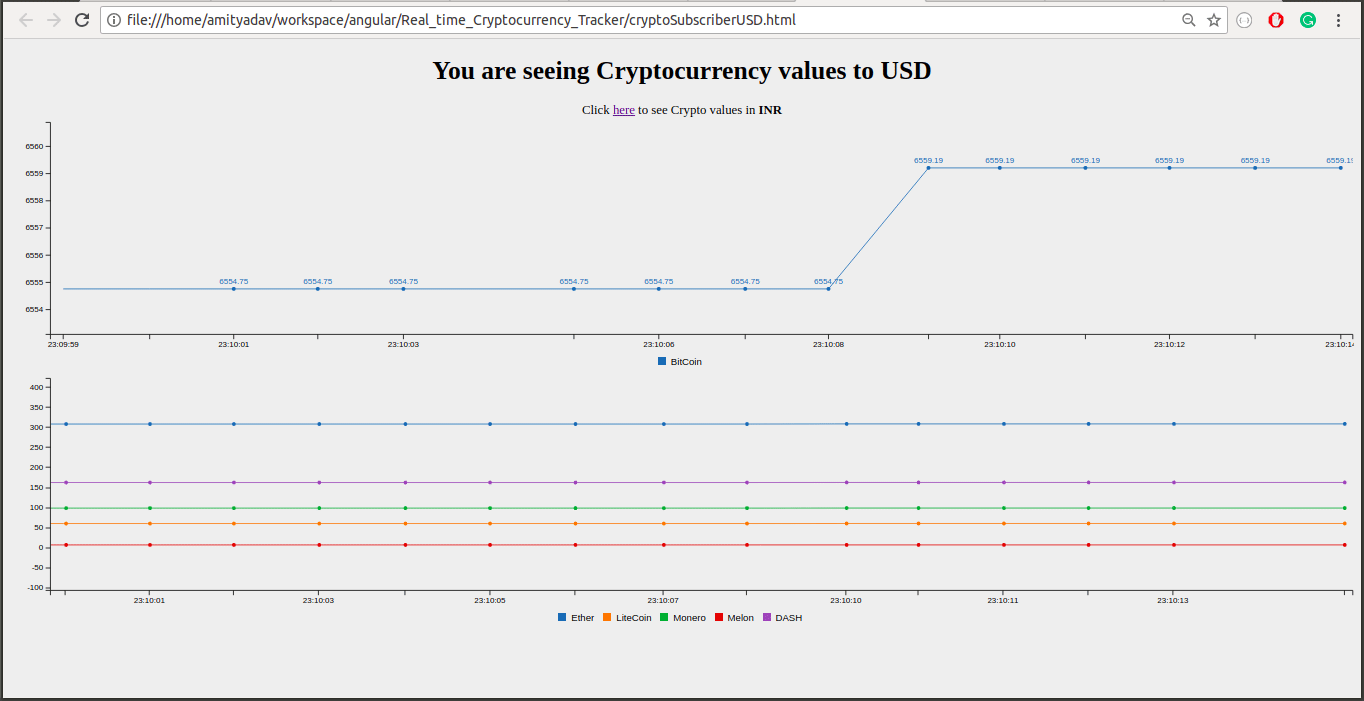 file:///home/amityadav/workspace/angular/Real_time_Cryptocurrency_Tracker/cryptoSubscriberUSD.html
You are seeing Cryptocurrency values to USD
Click here to see Crypto values in INR
6560
6559
6558
6557
6556
6555
6554
6559.19 6559.19 6559.19 6559.19 6559.19 6559.19
6554.75 6554.75 6554.75 6554.75 6554.75 6554.75 6554.75
23:09:59 23:10:01 23:10:03 23:10:06 23:10:08 23:10:10 23:10:12 23:10:14
BitCoin
400
350
300
250
200
150
100
50
0
-50
-100
23:10:01 23:10:03 23:10:05 23:10:07 23:10:10 23:10:11 23:10:13
Ether LiteCoin Monero Melon DASH